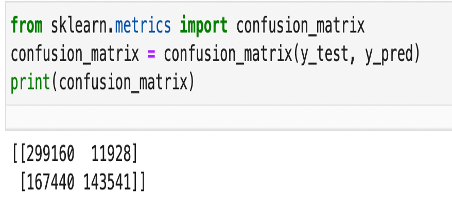 from sklearn.metrics import confusion_matrix
confusion_matrix = confusion_matrix(y_test, y_pred)
print(confusion_matrix)
[[299160 11928]
[167440 143541]]